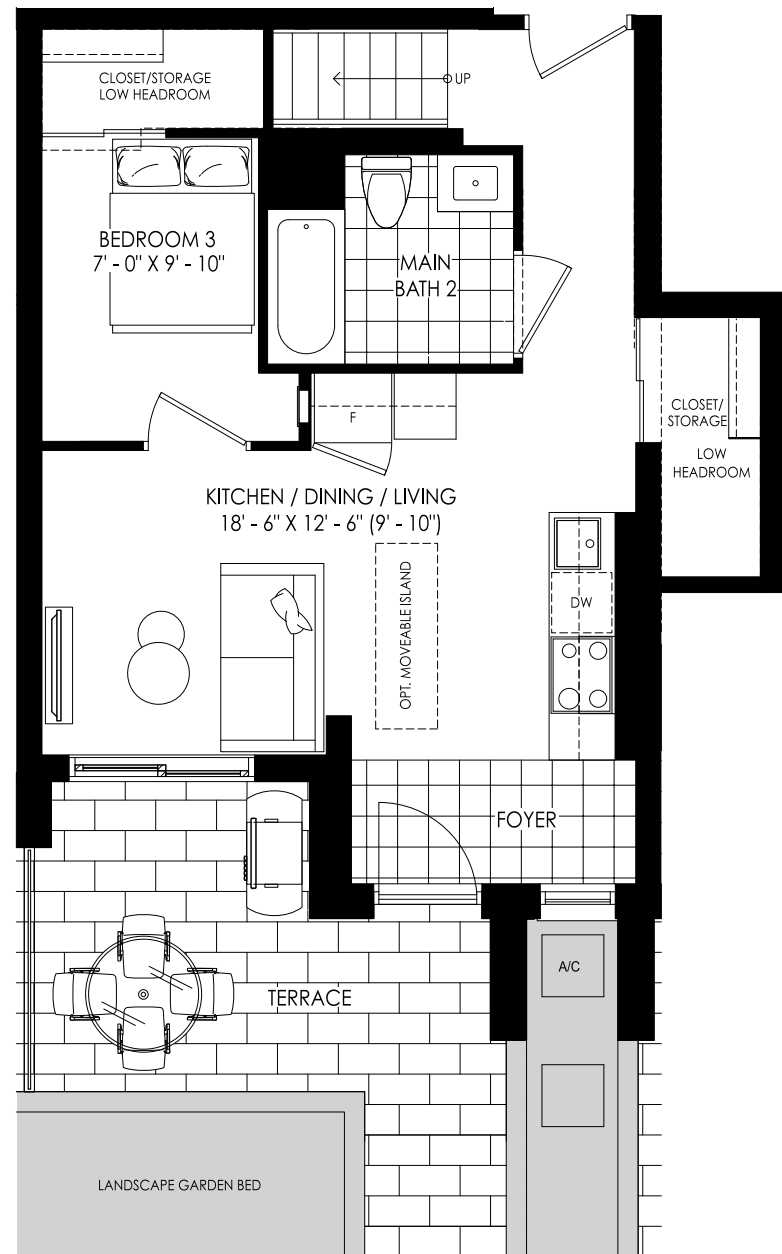 CLOSET/STORAGE
LOW HEADROOM
UP
BEDROOM 3
7' - 0" X 9' - 10"
MAIN
BATH 2
F
CLOSET/
STORAGE
LOW
HEADROOM
KITCHEN / DINING / LIVING
18' - 6" X 12' - 6" (9' - 10")
OPT. MOVEABLE ISLAND
DW
FOYER
A/C
TERRACE
LANDSCAPE GARDEN BED